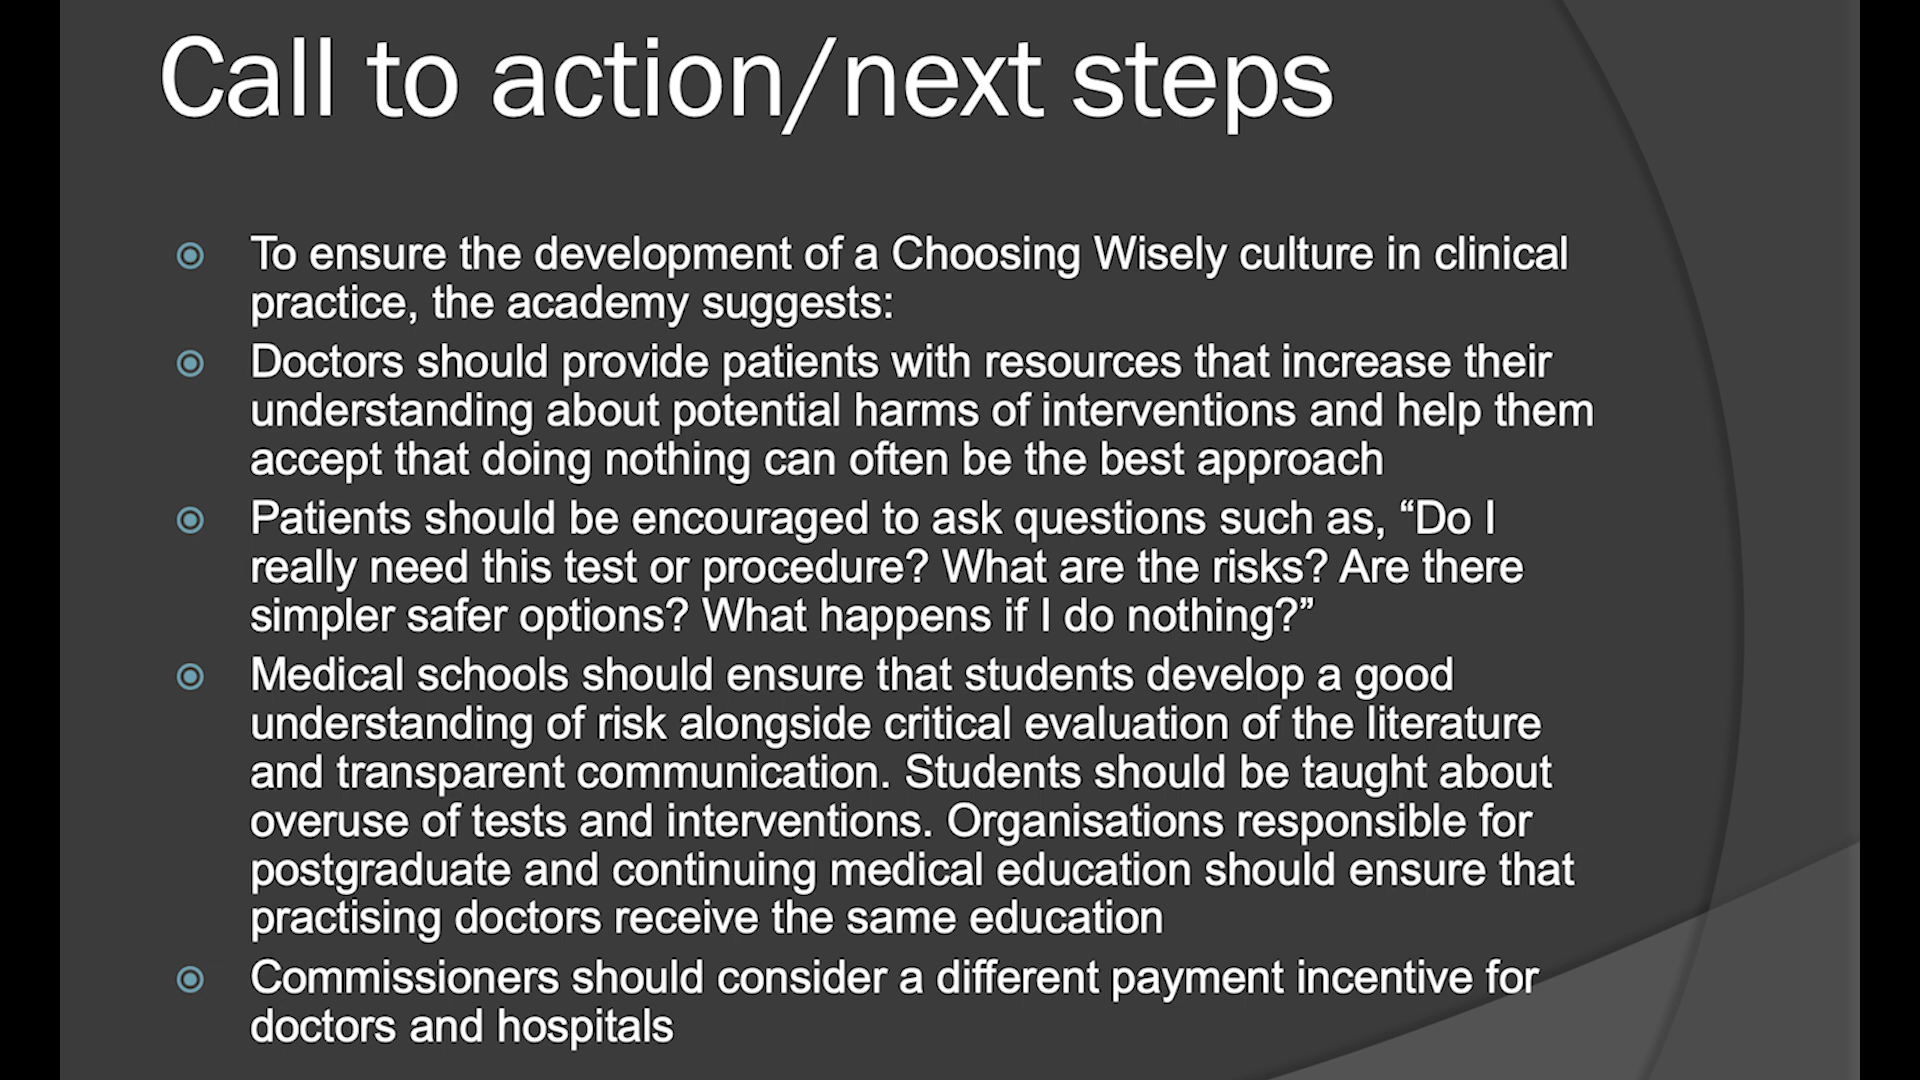 Call to action/next steps
To ensure the development of a Choosing Wisely culture in clinical
practice, the academy suggests:
Doctors should provide patients with resources that increase their
understanding about potential harms of interventions and help them
accept that doing nothing can often be the best approach
Patients should be encouraged to ask questions such as, “Do I
really need this test or procedure? What are the risks? Are there
simpler safer options? What happens if I do nothing?”
Medical schools should ensure that students develop a good
understanding of risk alongside critical evaluation of the literature
and transparent communication. Students should be taught about
overuse of tests and interventions. Organisations responsible for
postgraduate and continuing medical education should ensure that
practising doctors receive the same education
Commissioners should consider a different payment incentive for
doctors and hospitals